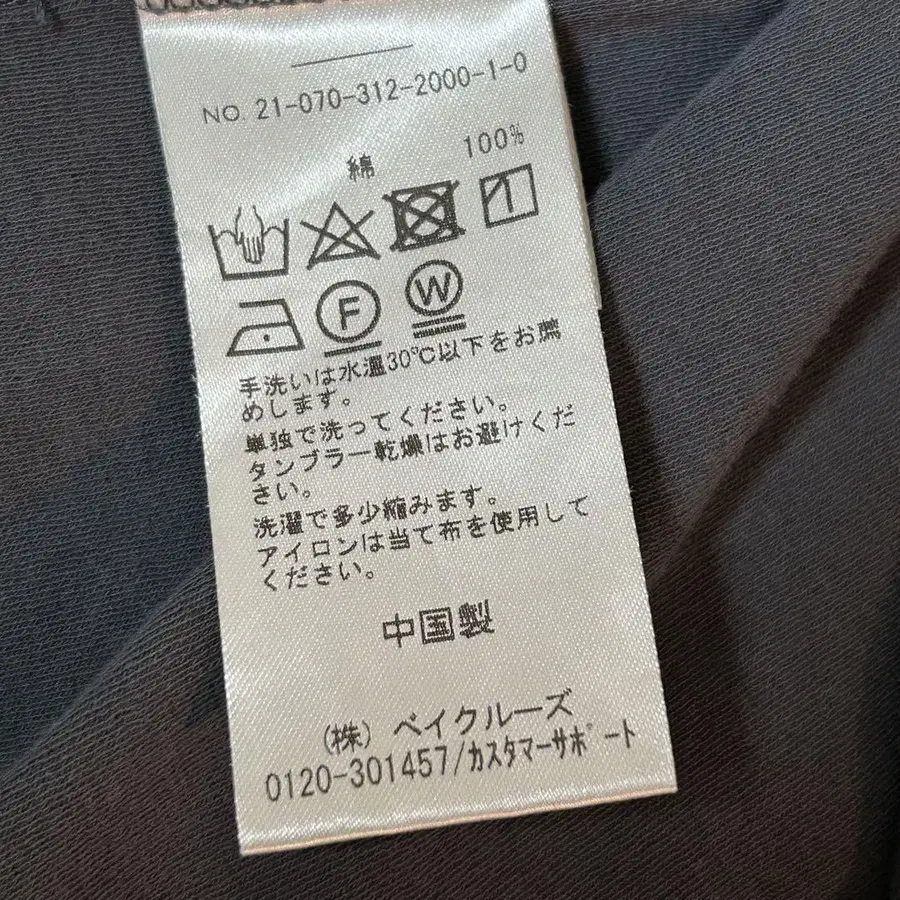 NO. 21-070-312-2000-1-0
綿 100%
F W
手洗いは水温30℃以下をお薦
めします。
単独で洗ってください。
タンブラー乾燥はお避けくだ
さい。
洗濯で多少縮みます。
アイロンは当て布を使用して
ください。
中国製
(株) ベイクルーズ
0120-301457/カスタマーサポート